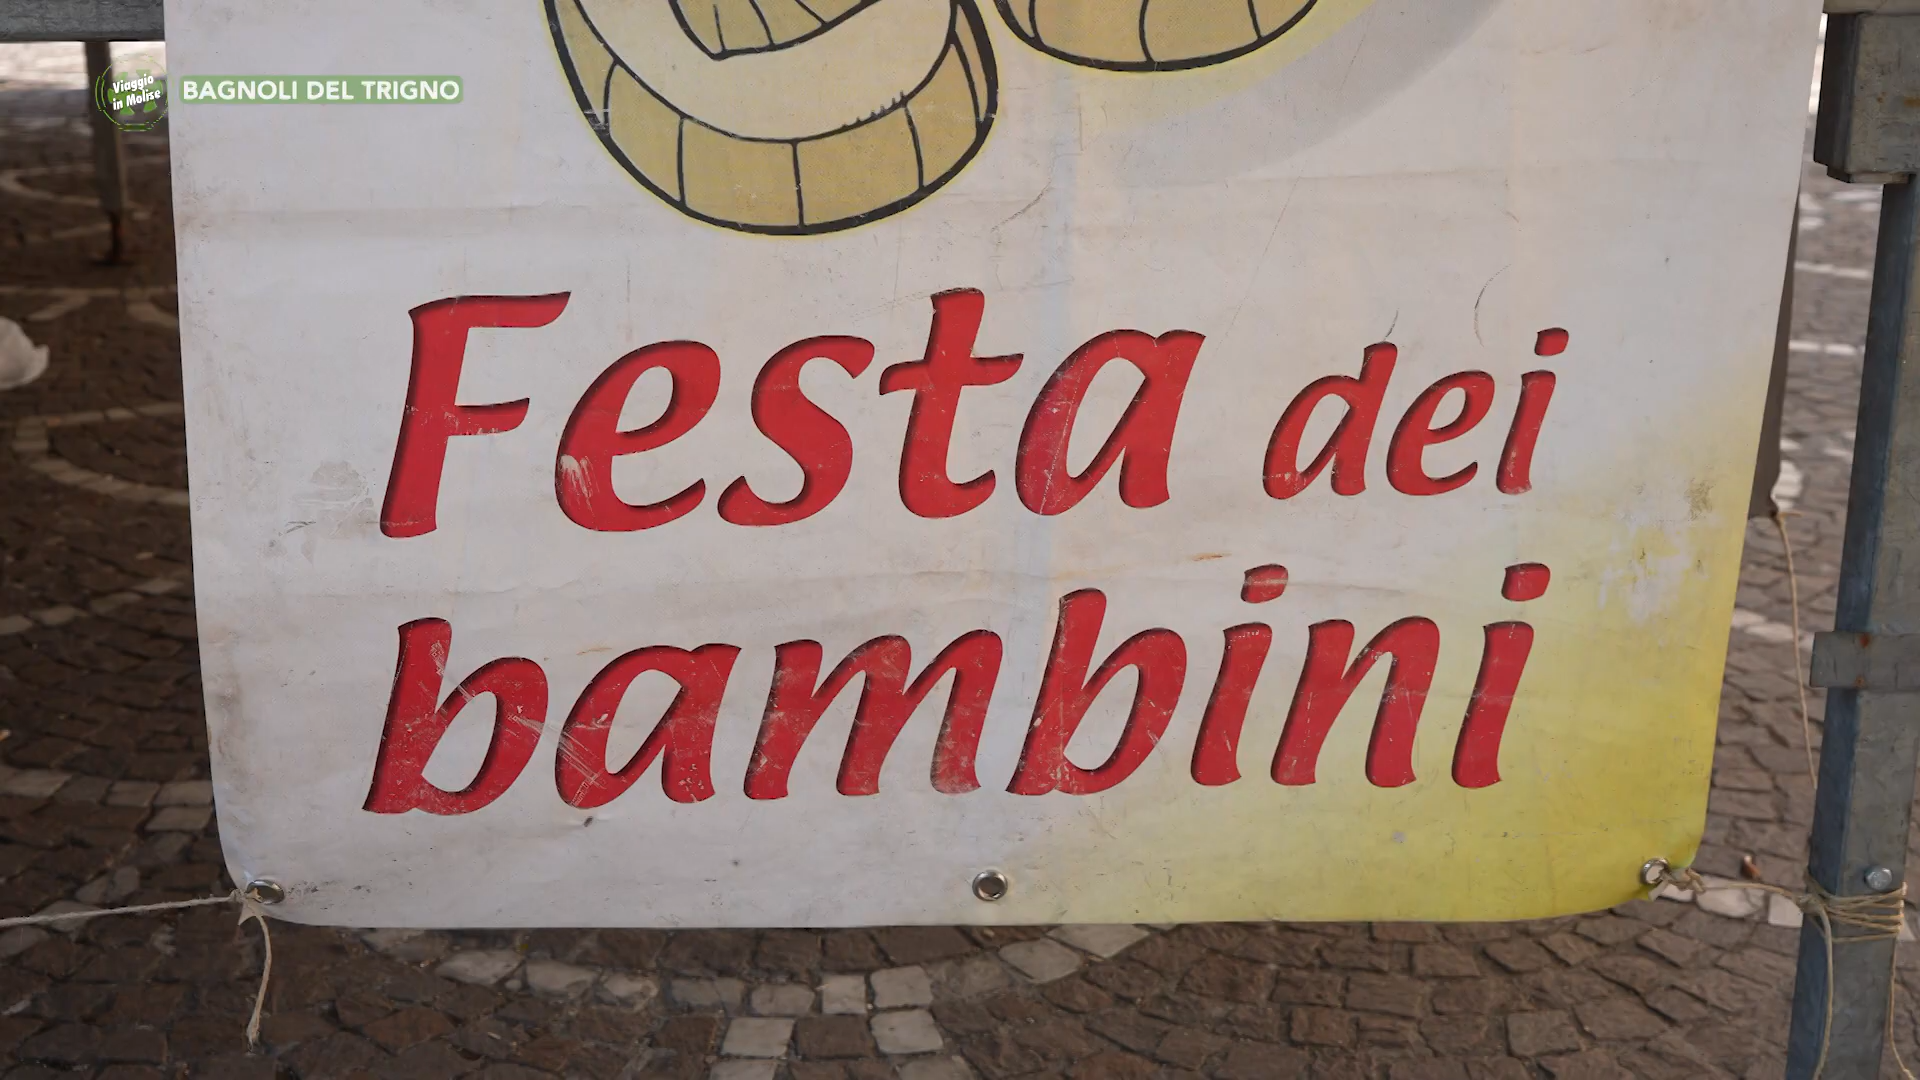 Viaggio
in Molise
BAGNOLI DEL TRIGNO
Festa dei
bambini